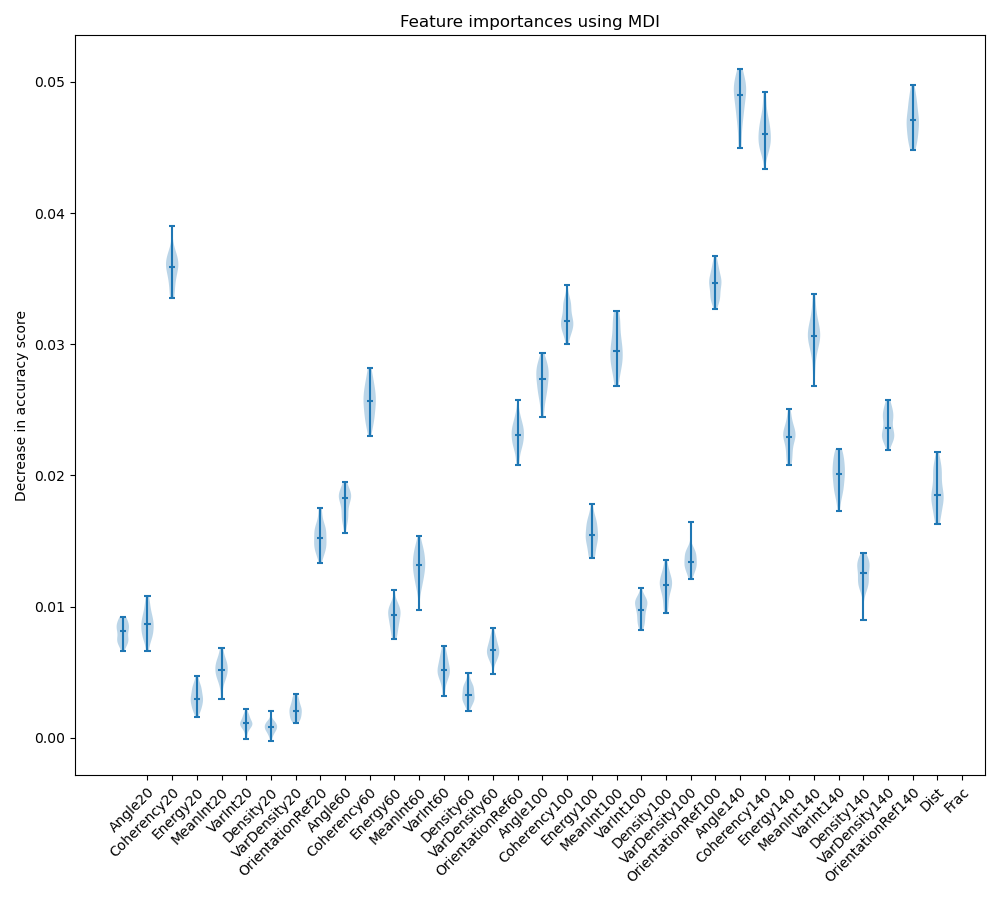 Feature importances using MDI
Decrease in accuracy score
0.05
0.04
0.03
0.02
0.01
0.00
Angle20
Coherency20
Energy20
MeanInt20
VarInt20
Density20
VarDensity20
OrientationRef20
Angle60
Coherency60
Energy60
MeanInt60
VarInt60
Density60
VarDensity60
OrientationRef60
Angle100
Coherency100
Energy100
MeanInt100
VarInt100
Density100
VarDensity100
OrientationRef100
Angle140
Coherency140
Energy140
MeanInt140
VarInt140
Density140
VarDensity140
OrientationRef140
Dist
Frac